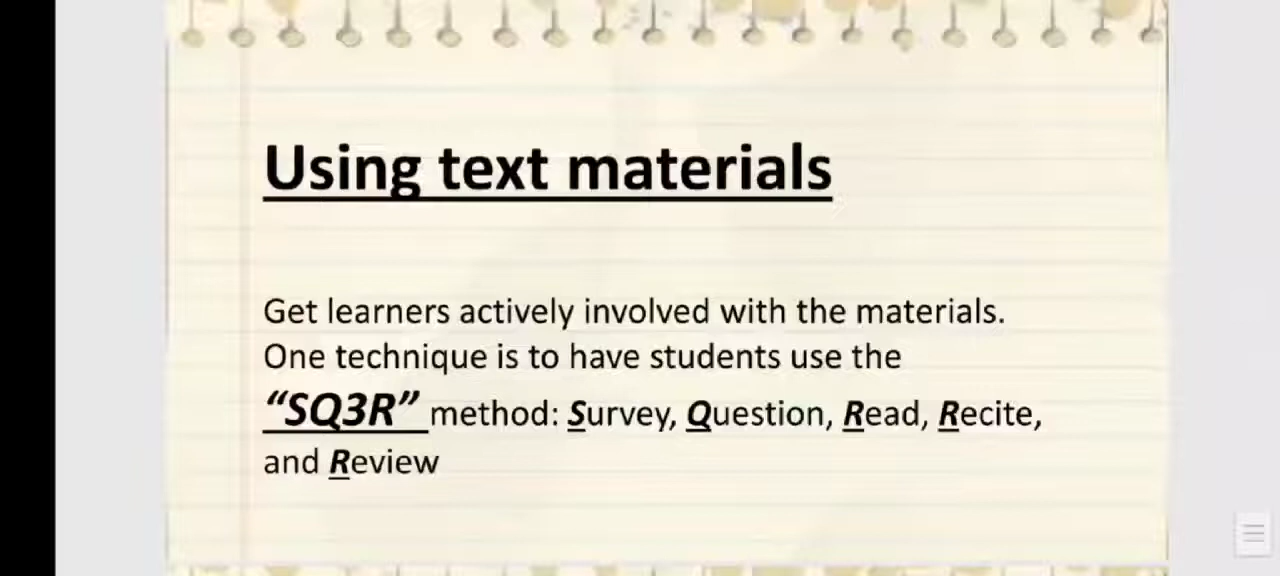 Using text materials
Get learners actively involved with the materials.
One technique is to have students use the
“SQ3R” method: Survey, Question, Read, Recite,
and Review